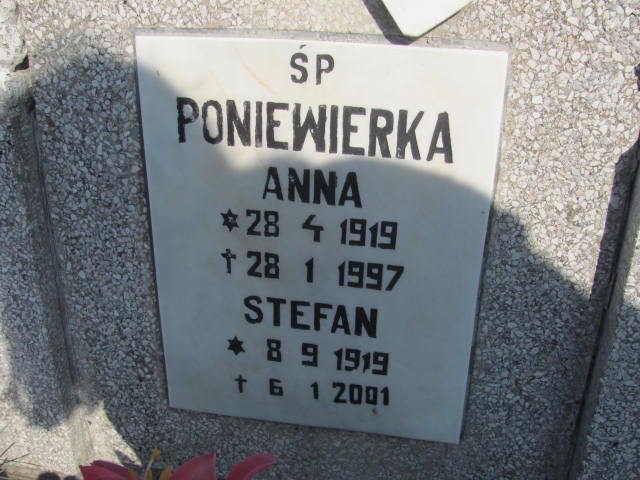 ŚP
PONIEWIERKA
ANNA
✡ 28 4 1919
† 28 1 1997
STEFAN
✶ 8 9 1919
† 6 1 2001